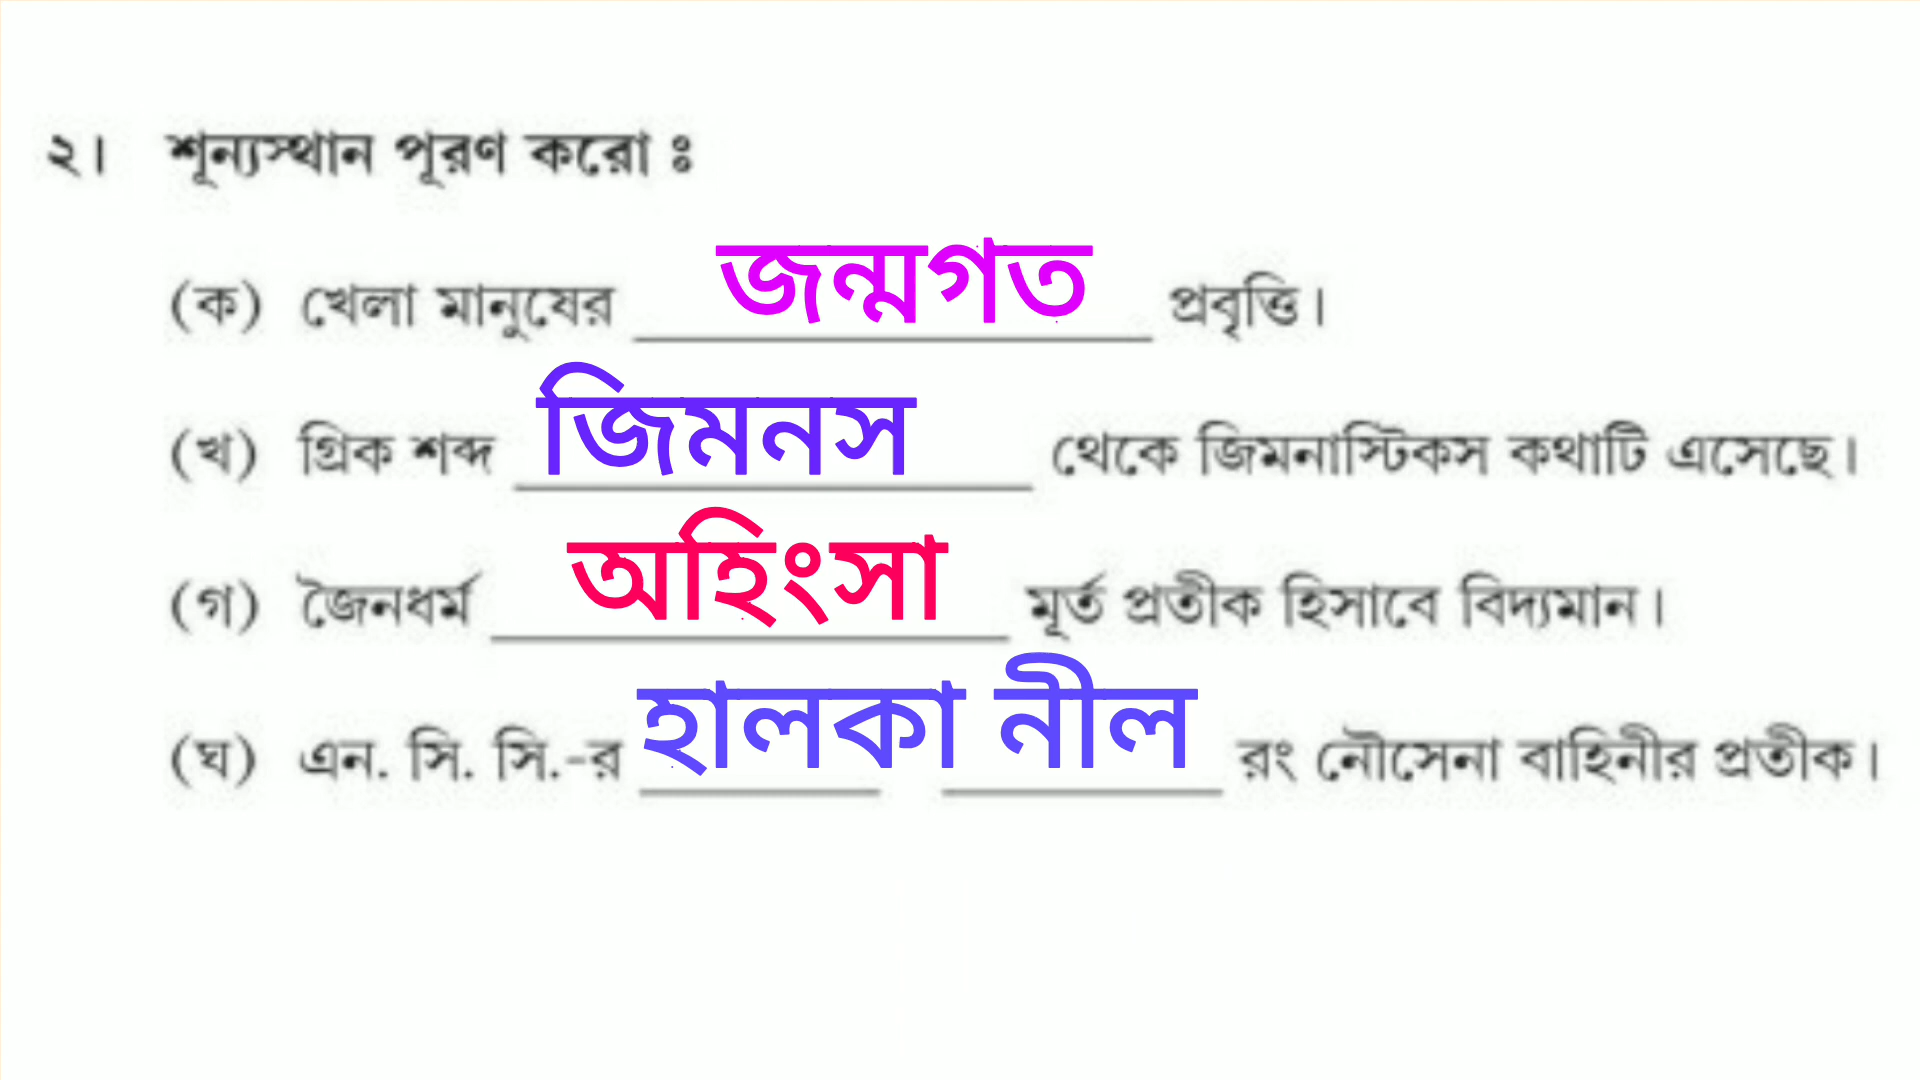 ২। শূন্যস্থান পূরণ করো ঃ
(ক) খেলা মানুষের জন্মগত প্রবৃত্তি।
(খ) গ্রিক শব্দ জিমনস থেকে জিমনাস্টিকস কথাটি এসেছে।
(গ) জৈনধর্ম অহিংসা মূর্ত প্রতীক হিসাবে বিদ্যমান।
(ঘ) এন. সি. সি.-র হালকা নীল রং নৌসেনা বাহিনীর প্রতীক।